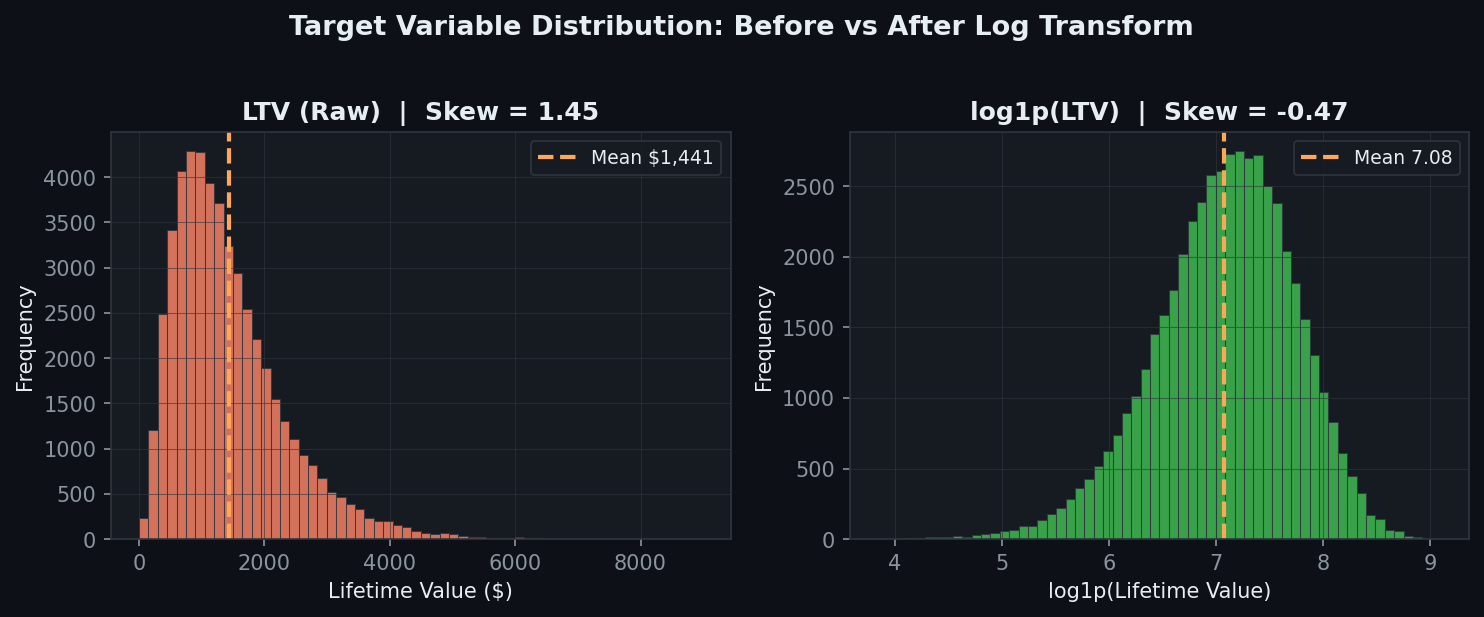 Target Variable Distribution: Before vs After Log Transform
LTV (Raw)  |  Skew = 1.45
Mean $1,441
Frequency
4000
3500
3000
2500
2000
1500
1000
500
0
0 2000 4000 6000 8000
Lifetime Value ($)
log1p(LTV)  |  Skew = -0.47
Mean 7.08
Frequency
2500
2000
1500
1000
500
0
4 5 6 7 8 9
log1p(Lifetime Value)